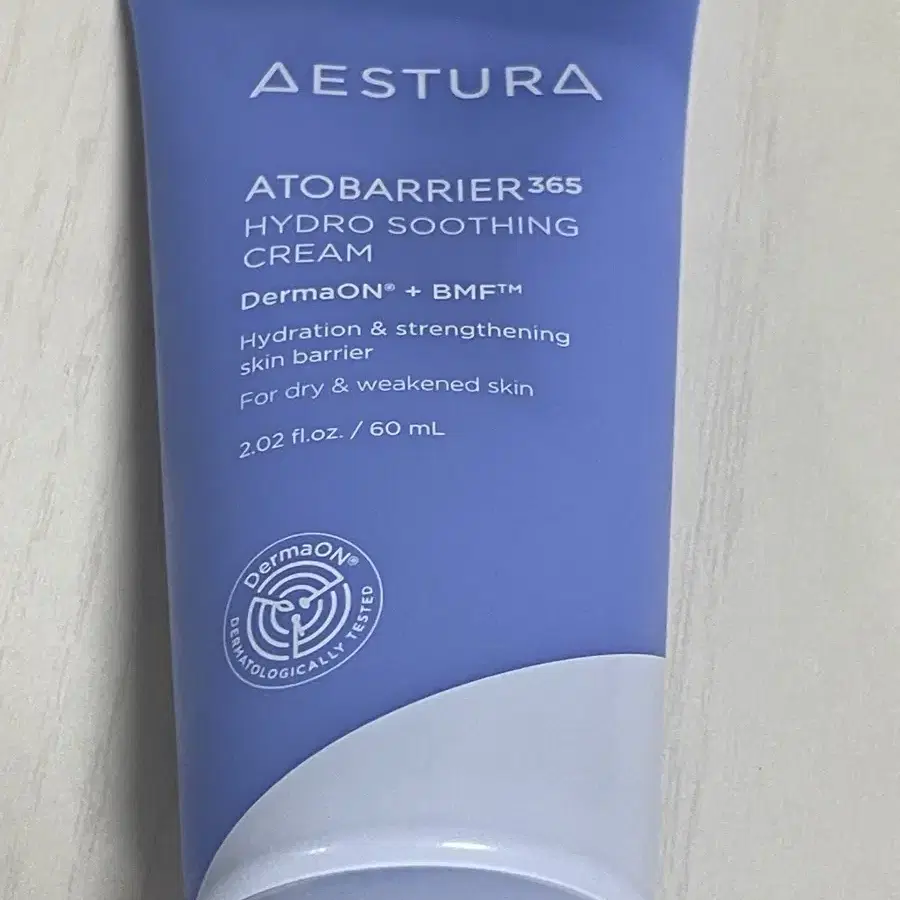 AESTURA
ATOBARRIER365
HYDRO SOOTHING
CREAM
DermaON® + BMF™
Hydration & strengthening
skin barrier
For dry & weakened skin
2.02 fl.oz. / 60 mL
DermaON®
DERMATOLOGICALLY TESTED